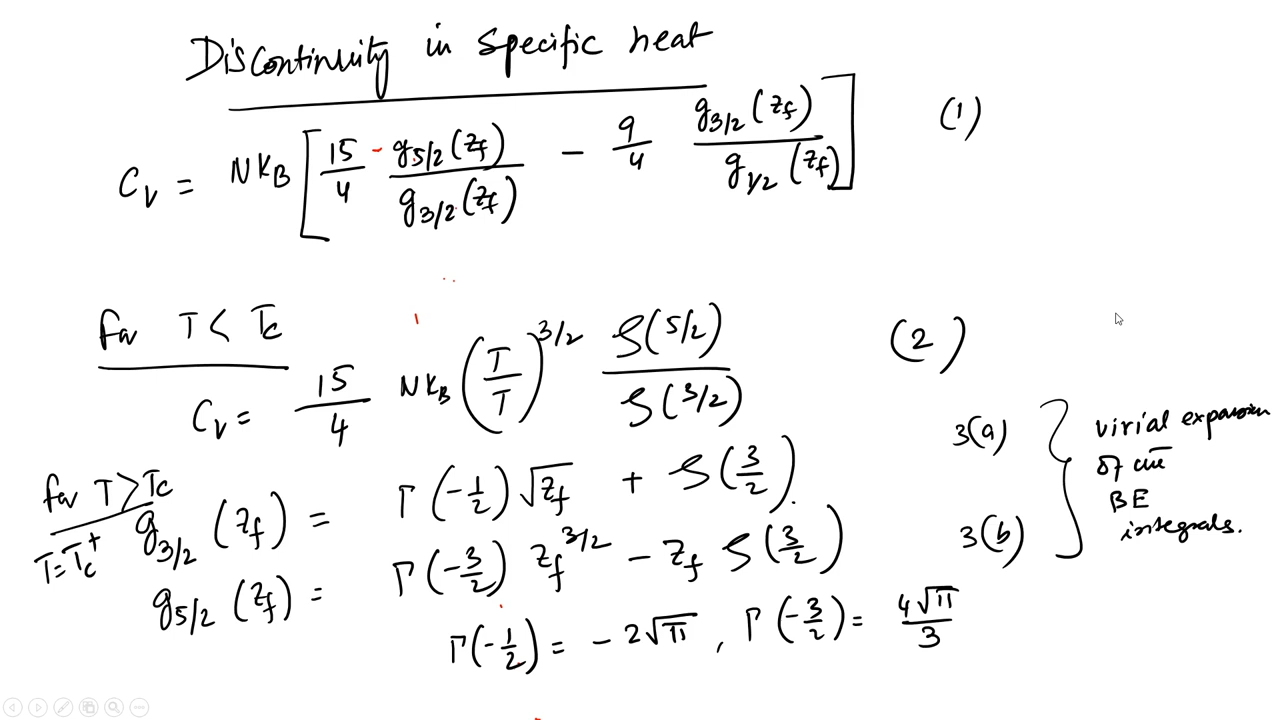 Discontinuity in Specific heat
C_V = NK_B [ 15/4 g_{5/2}(z_f) / g_{3/2}(z_f) - 9/4 g_{3/2}(z_f) / g_{1/2}(z_f) ] (1)
for T < T_c
C_V = 15/4 NK_B (T/T)^{3/2} ζ(5/2) / ζ(3/2) (2)
for T > T_c
T = T_c^+
g_{3/2}(z_f) = Γ(-1/2) √z_f + ζ(3/2). 3(a)
g_{5/2}(z_f) = Γ(-3/2) z_f^{3/2} - z_f ζ(3/2) 3(b)
virial expansion
of the
BE
integrals.
Γ(-1/2) = -2√π , Γ(-3/2) = 4√π/3